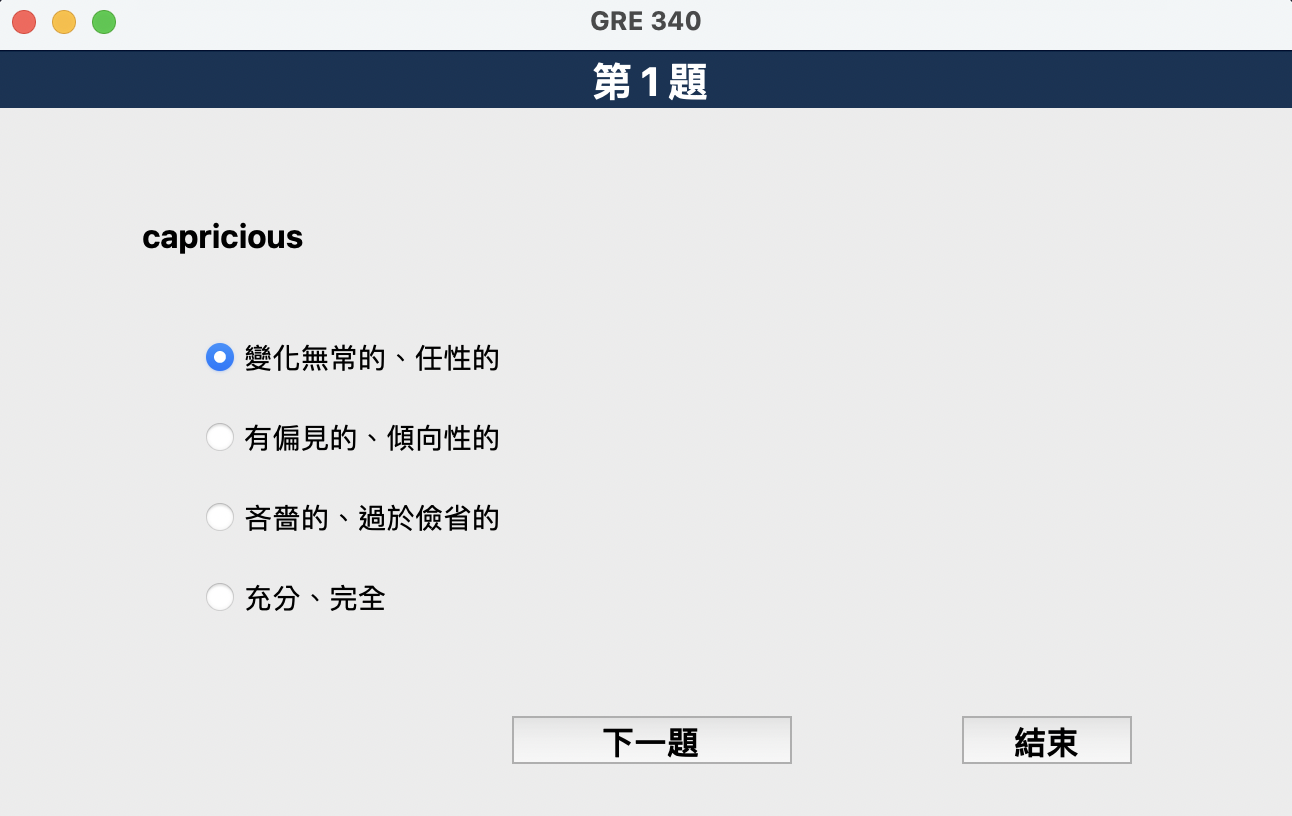 GRE 340
第 1 題
capricious
變化無常的、任性的
有偏見的、傾向性的
吝嗇的、過於儉省的
充分、完全
下一題
結束